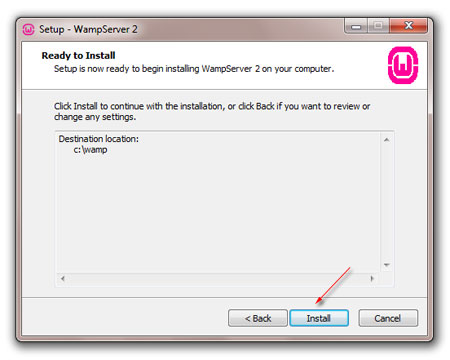 Setup - WampServer 2
Ready to Install
Setup is now ready to begin installing WampServer 2 on your computer.
Click Install to continue with the installation, or click Back if you want to review or
change any settings.
Destination location:
c:\wamp
< Back
Install
Cancel